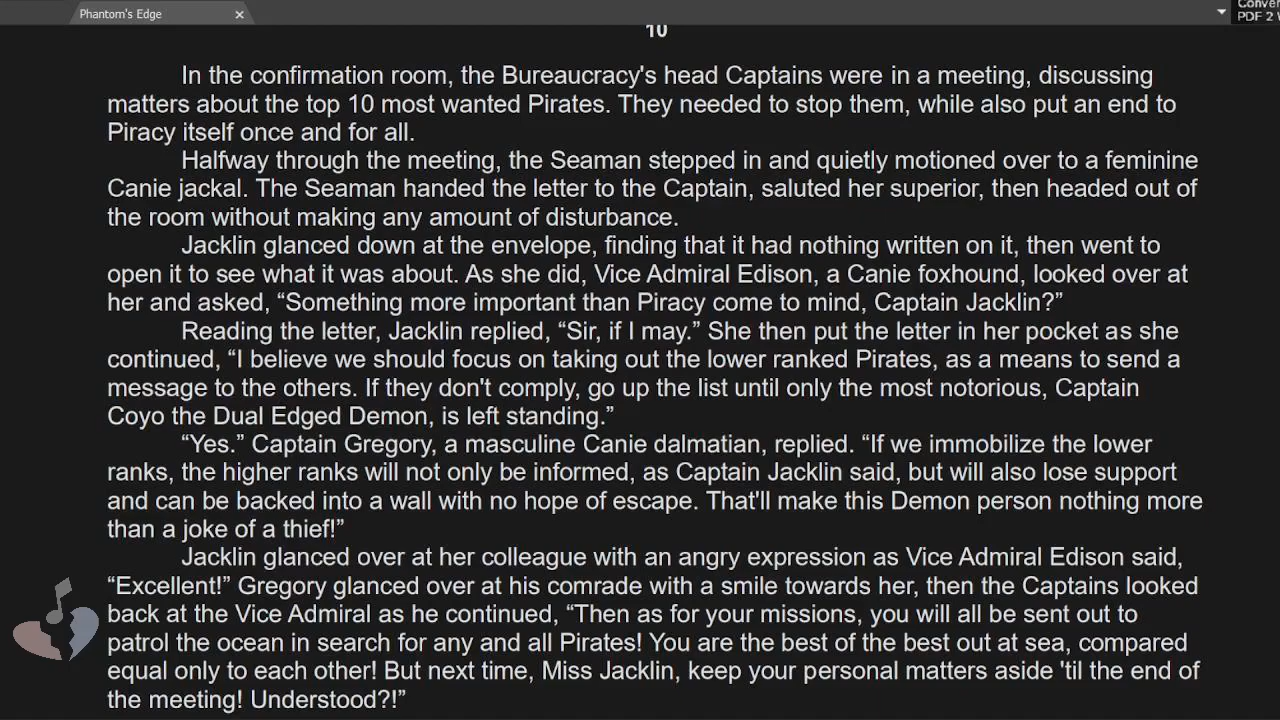 Phantom's Edge
PDF 2
10
In the confirmation room, the Bureaucracy's head Captains were in a meeting, discussing
matters about the top 10 most wanted Pirates. They needed to stop them, while also put an end to
Piracy itself once and for all.
Halfway through the meeting, the Seaman stepped in and quietly motioned over to a feminine
Canie jackal. The Seaman handed the letter to the Captain, saluted her superior, then headed out of
the room without making any amount of disturbance.
Jacklin glanced down at the envelope, finding that it had nothing written on it, then went to
open it to see what it was about. As she did, Vice Admiral Edison, a Canie foxhound, looked over at
her and asked, “Something more important than Piracy come to mind, Captain Jacklin?”
Reading the letter, Jacklin replied, “Sir, if I may.” She then put the letter in her pocket as she
continued, “I believe we should focus on taking out the lower ranked Pirates, as a means to send a
message to the others. If they don't comply, go up the list until only the most notorious, Captain
Coyo the Dual Edged Demon, is left standing.”
“Yes.” Captain Gregory, a masculine Canie dalmatian, replied. “If we immobilize the lower
ranks, the higher ranks will not only be informed, as Captain Jacklin said, but will also lose support
and can be backed into a wall with no hope of escape. That'll make this Demon person nothing more
than a joke of a thief!”
Jacklin glanced over at her colleague with an angry expression as Vice Admiral Edison said,
“Excellent!” Gregory glanced over at his comrade with a smile towards her, then the Captains looked
back at the Vice Admiral as he continued, “Then as for your missions, you will all be sent out to
patrol the ocean in search for any and all Pirates! You are the best of the best out at sea, compared
equal only to each other! But next time, Miss Jacklin, keep your personal matters aside 'til the end of
the meeting! Understood?!”